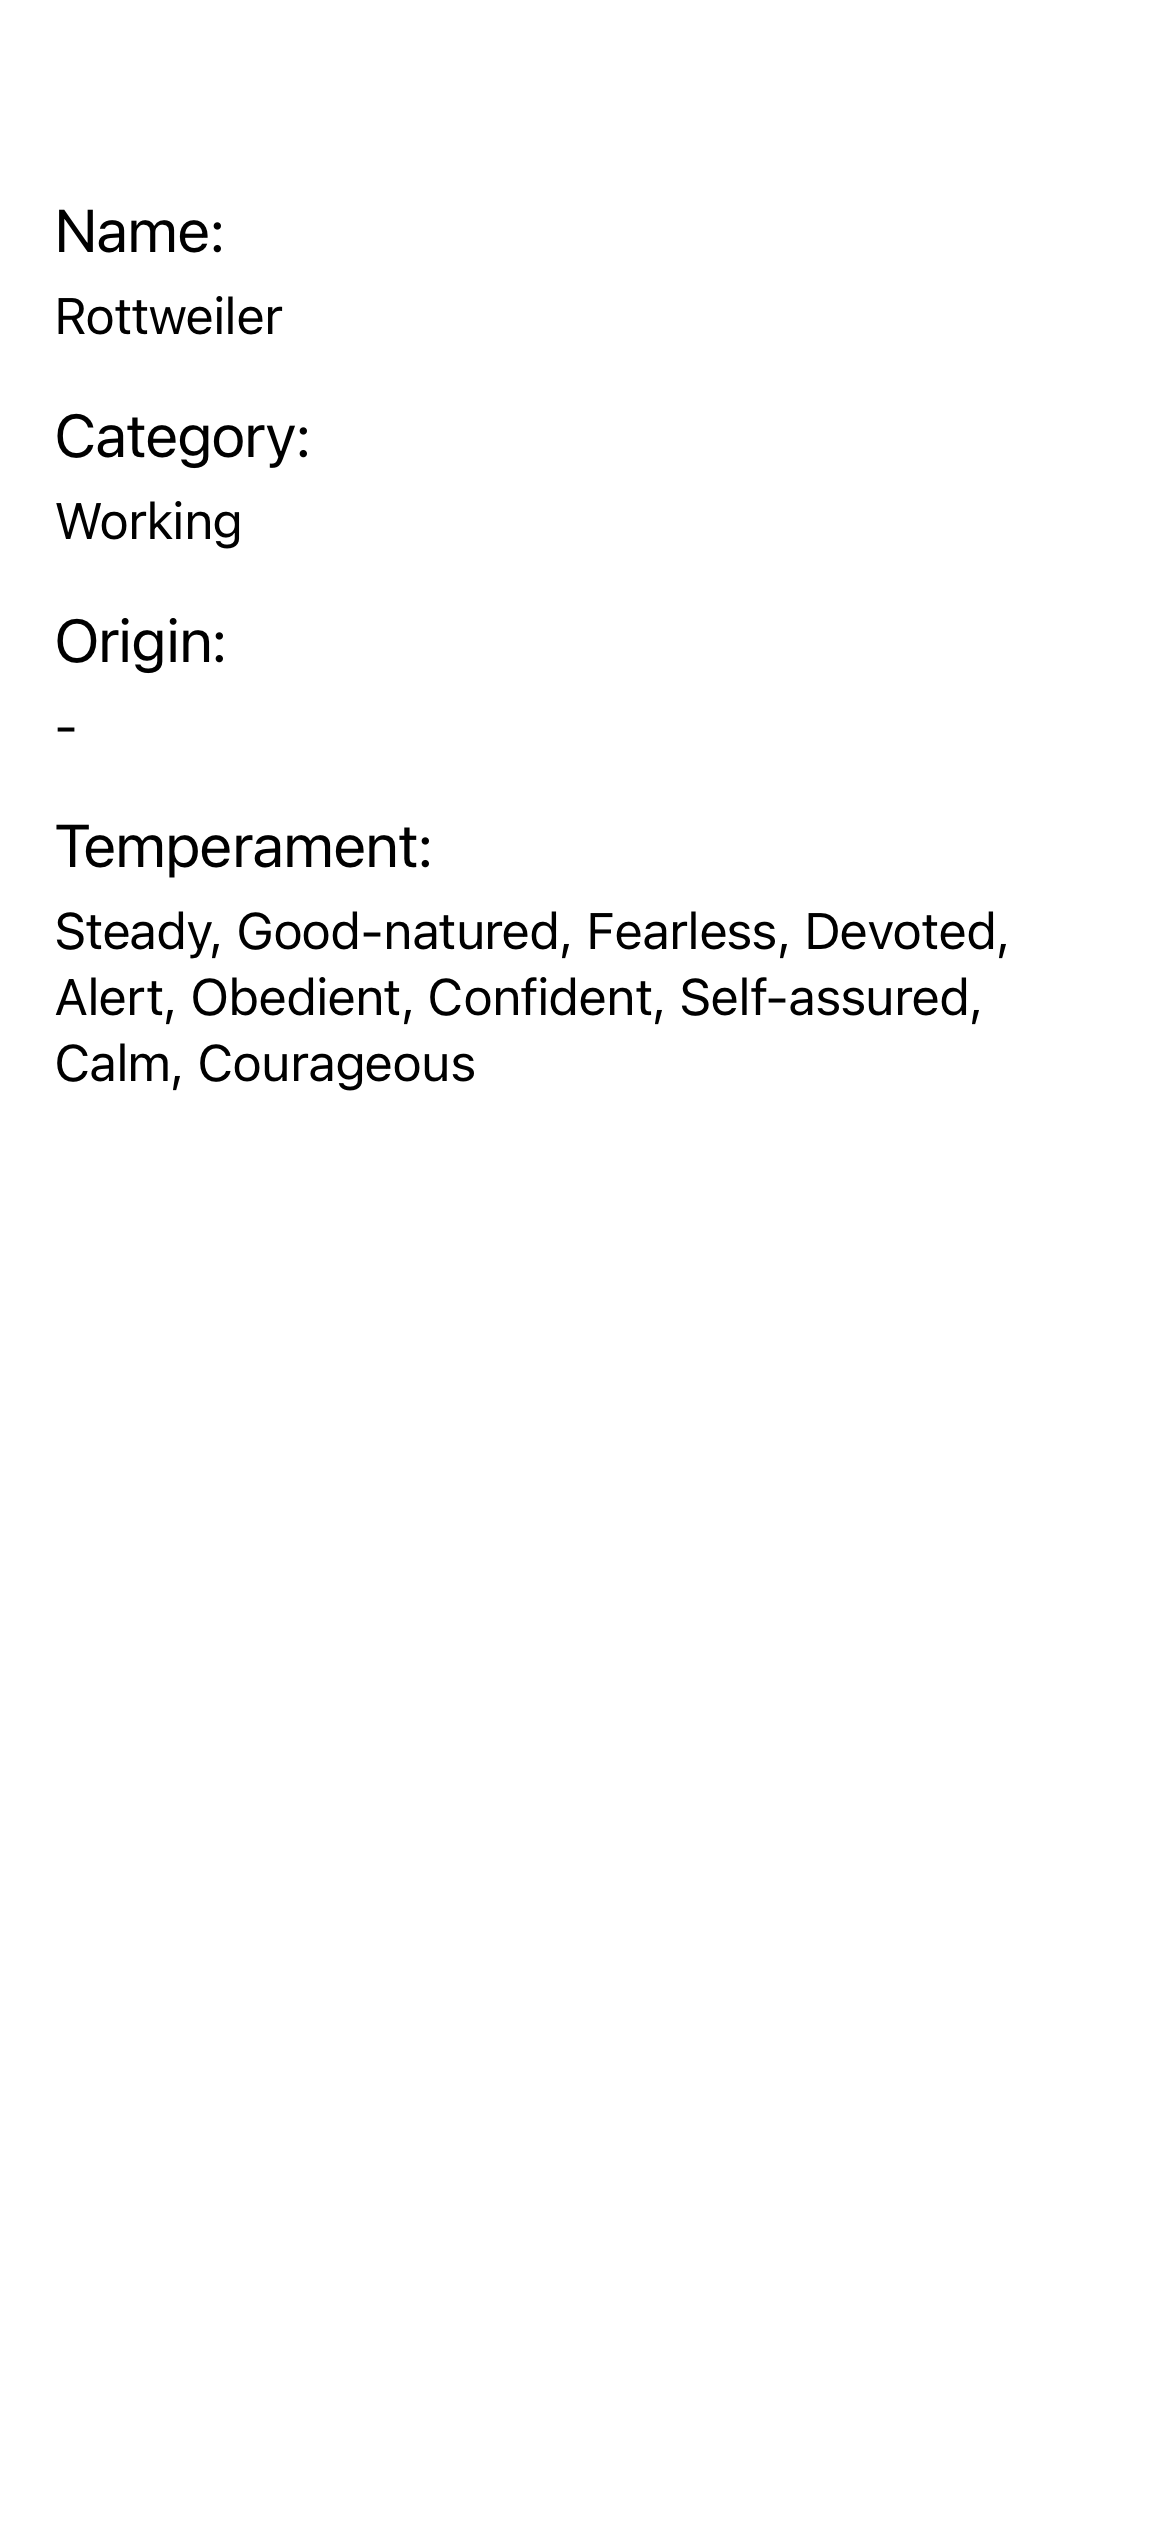 Name:
Rottweiler
Category:
Working
Origin:
-
Temperament:
Steady, Good-natured, Fearless, Devoted,
Alert, Obedient, Confident, Self-assured,
Calm, Courageous